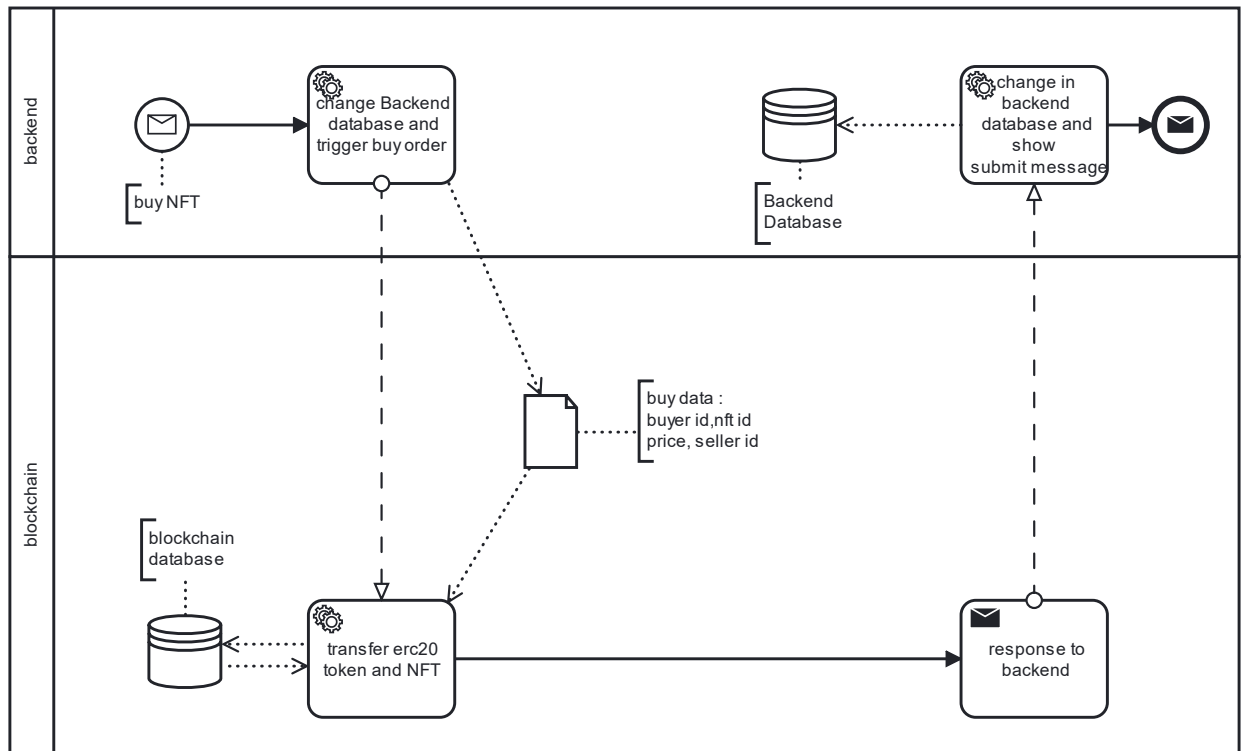 backend
change Backend
database and
trigger buy order
buy NFT
Backend
Database
change in
backend
database and
show
submit message
blockchain
buy data :
buyer id,nft id
price, seller id
blockchain
database
transfer erc20
token and NFT
response to
backend